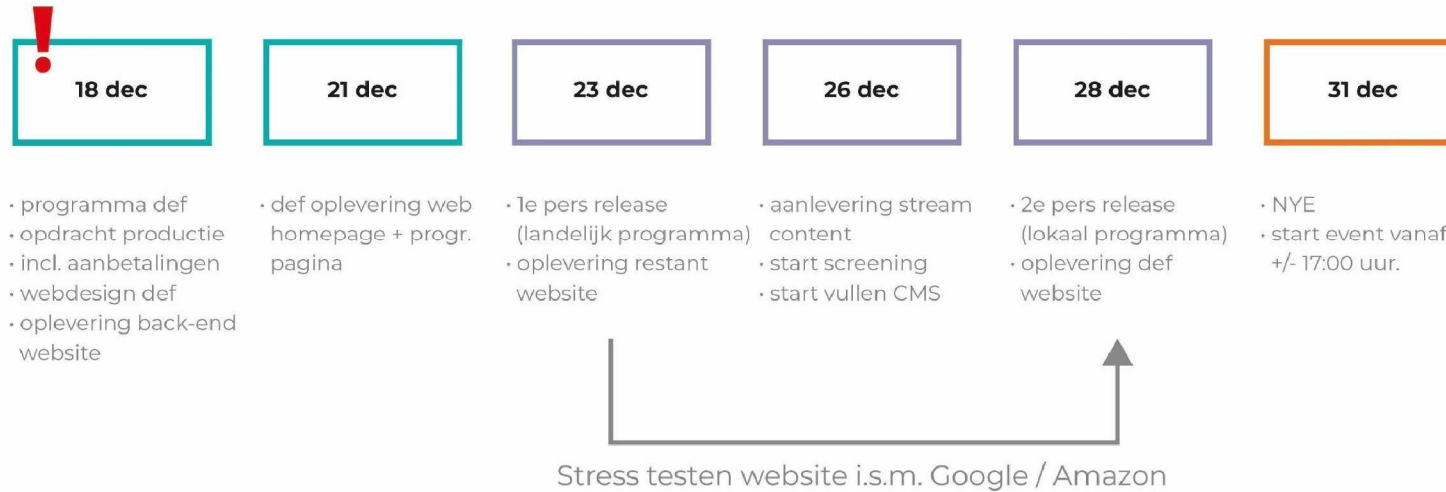 !
18 dec
21 dec
23 dec
26 dec
28 dec
31 dec
· programma def
· opdracht productie
· incl. aanbetalingen
· webdesign def
· oplevering back-end
website
· def oplevering web
homepage + progr.
pagina
· 1e pers release
(landelijk programma)
· oplevering restant
website
· aanlevering stream
content
· start screening
· start vullen CMS
· 2e pers release
(lokaal programma)
· oplevering def
website
· NYE
· start event vanaf
+/- 17:00 uur.
Stress testen website i.s.m. Google / Amazon